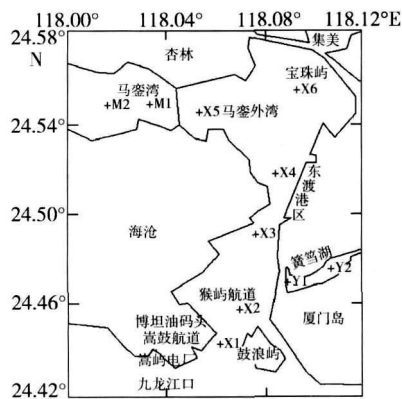 118.00° 118.04° 118.08° 118.12°E
24.58°
N
24.54°
24.50°
24.46°
24.42°
集美
杏林
宝珠屿
+X6
马銮湾
+M2 +M1
+X5 马銮外湾
+X4
东渡港区
+X3
海沧
筼筜湖
+Y1 +Y2
猴屿航道
+X2
博坦油码头
嵩鼓航道
+X1
嵩屿电厂
鼓浪屿
厦门岛
九龙江口